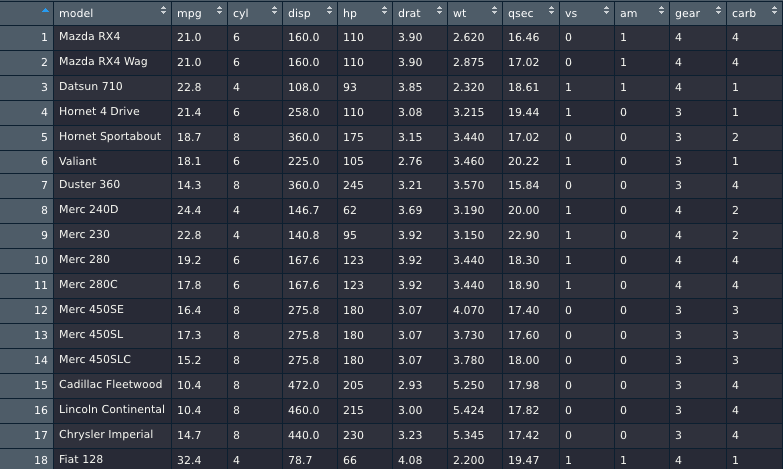 model mpg cyl disp hp drat wt qsec vs am gear carb
1 Mazda RX4 21.0 6 160.0 110 3.90 2.620 16.46 0 1 4 4
2 Mazda RX4 Wag 21.0 6 160.0 110 3.90 2.875 17.02 0 1 4 4
3 Datsun 710 22.8 4 108.0 93 3.85 2.320 18.61 1 1 4 1
4 Hornet 4 Drive 21.4 6 258.0 110 3.08 3.215 19.44 1 0 3 1
5 Hornet Sportabout 18.7 8 360.0 175 3.15 3.440 17.02 0 0 3 2
6 Valiant 18.1 6 225.0 105 2.76 3.460 20.22 1 0 3 1
7 Duster 360 14.3 8 360.0 245 3.21 3.570 15.84 0 0 3 4
8 Merc 240D 24.4 4 146.7 62 3.69 3.190 20.00 1 0 4 2
9 Merc 230 22.8 4 140.8 95 3.92 3.150 22.90 1 0 4 2
10 Merc 280 19.2 6 167.6 123 3.92 3.440 18.30 1 0 4 4
11 Merc 280C 17.8 6 167.6 123 3.92 3.440 18.90 1 0 4 4
12 Merc 450SE 16.4 8 275.8 180 3.07 4.070 17.40 0 0 3 3
13 Merc 450SL 17.3 8 275.8 180 3.07 3.730 17.60 0 0 3 3
14 Merc 450SLC 15.2 8 275.8 180 3.07 3.780 18.00 0 0 3 3
15 Cadillac Fleetwood 10.4 8 472.0 205 2.93 5.250 17.98 0 0 3 4
16 Lincoln Continental 10.4 8 460.0 215 3.00 5.424 17.82 0 0 3 4
17 Chrysler Imperial 14.7 8 440.0 230 3.23 5.345 17.42 0 0 3 4
18 Fiat 128 32.4 4 78.7 66 4.08 2.200 19.47 1 1 4 1